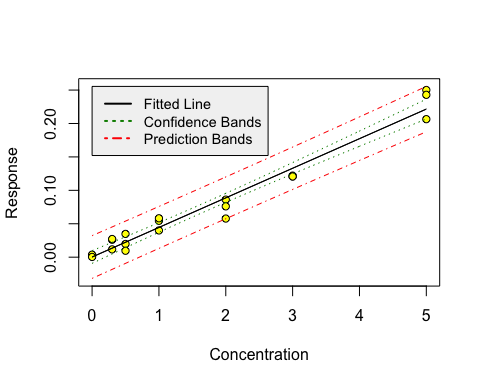 Fitted Line
Confidence Bands
Prediction Bands
Response
0.00
0.10
0.20
0 1 2 3 4 5
Concentration